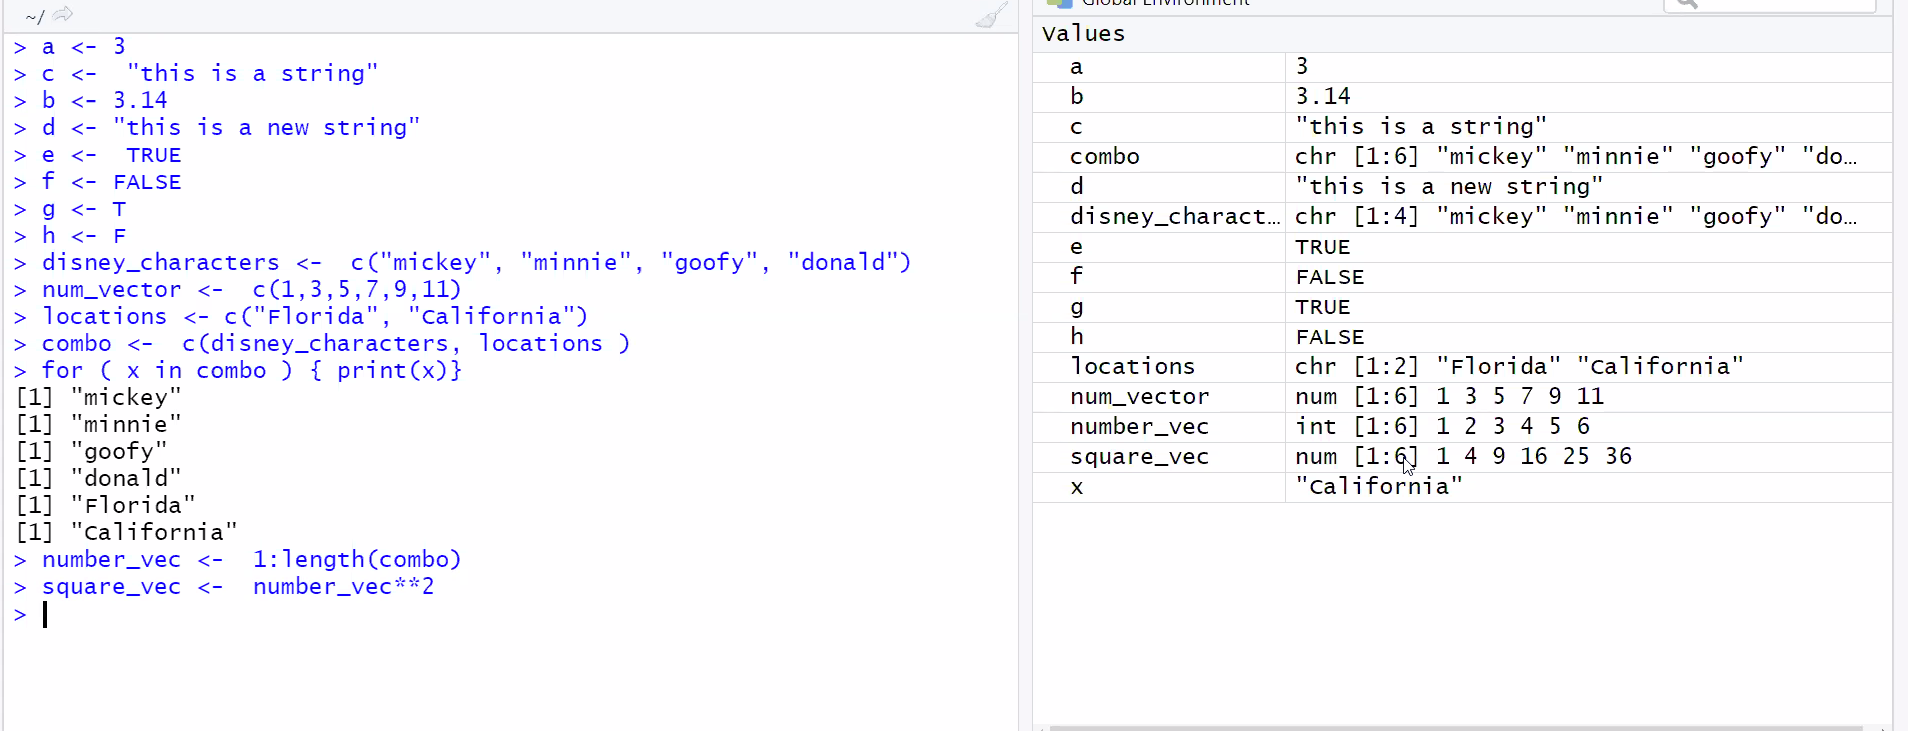 ~/
> a <- 3
> c <-  "this is a string"
> b <- 3.14
> d <- "this is a new string"
> e <-  TRUE
> f <- FALSE
> g <- T
> h <- F
> disney_characters <-  c("mickey", "minnie", "goofy", "donald")
> num_vector <-  c(1,3,5,7,9,11)
> locations <- c("Florida", "California")
> combo <-  c(disney_characters, locations )
> for ( x in combo ) { print(x)}
[1] "mickey"
[1] "minnie"
[1] "goofy"
[1] "donald"
[1] "Florida"
[1] "California"
> number_vec <-  1:length(combo)
> square_vec <-  number_vec**2
>
Global Environment
Values
a 3
b 3.14
c "this is a string"
combo chr [1:6] "mickey" "minnie" "goofy" "do…
d "this is a new string"
disney_charact… chr [1:4] "mickey" "minnie" "goofy" "do…
e TRUE
f FALSE
g TRUE
h FALSE
locations chr [1:2] "Florida" "California"
num_vector num [1:6] 1 3 5 7 9 11
number_vec int [1:6] 1 2 3 4 5 6
square_vec num [1:6] 1 4 9 16 25 36
x "California"